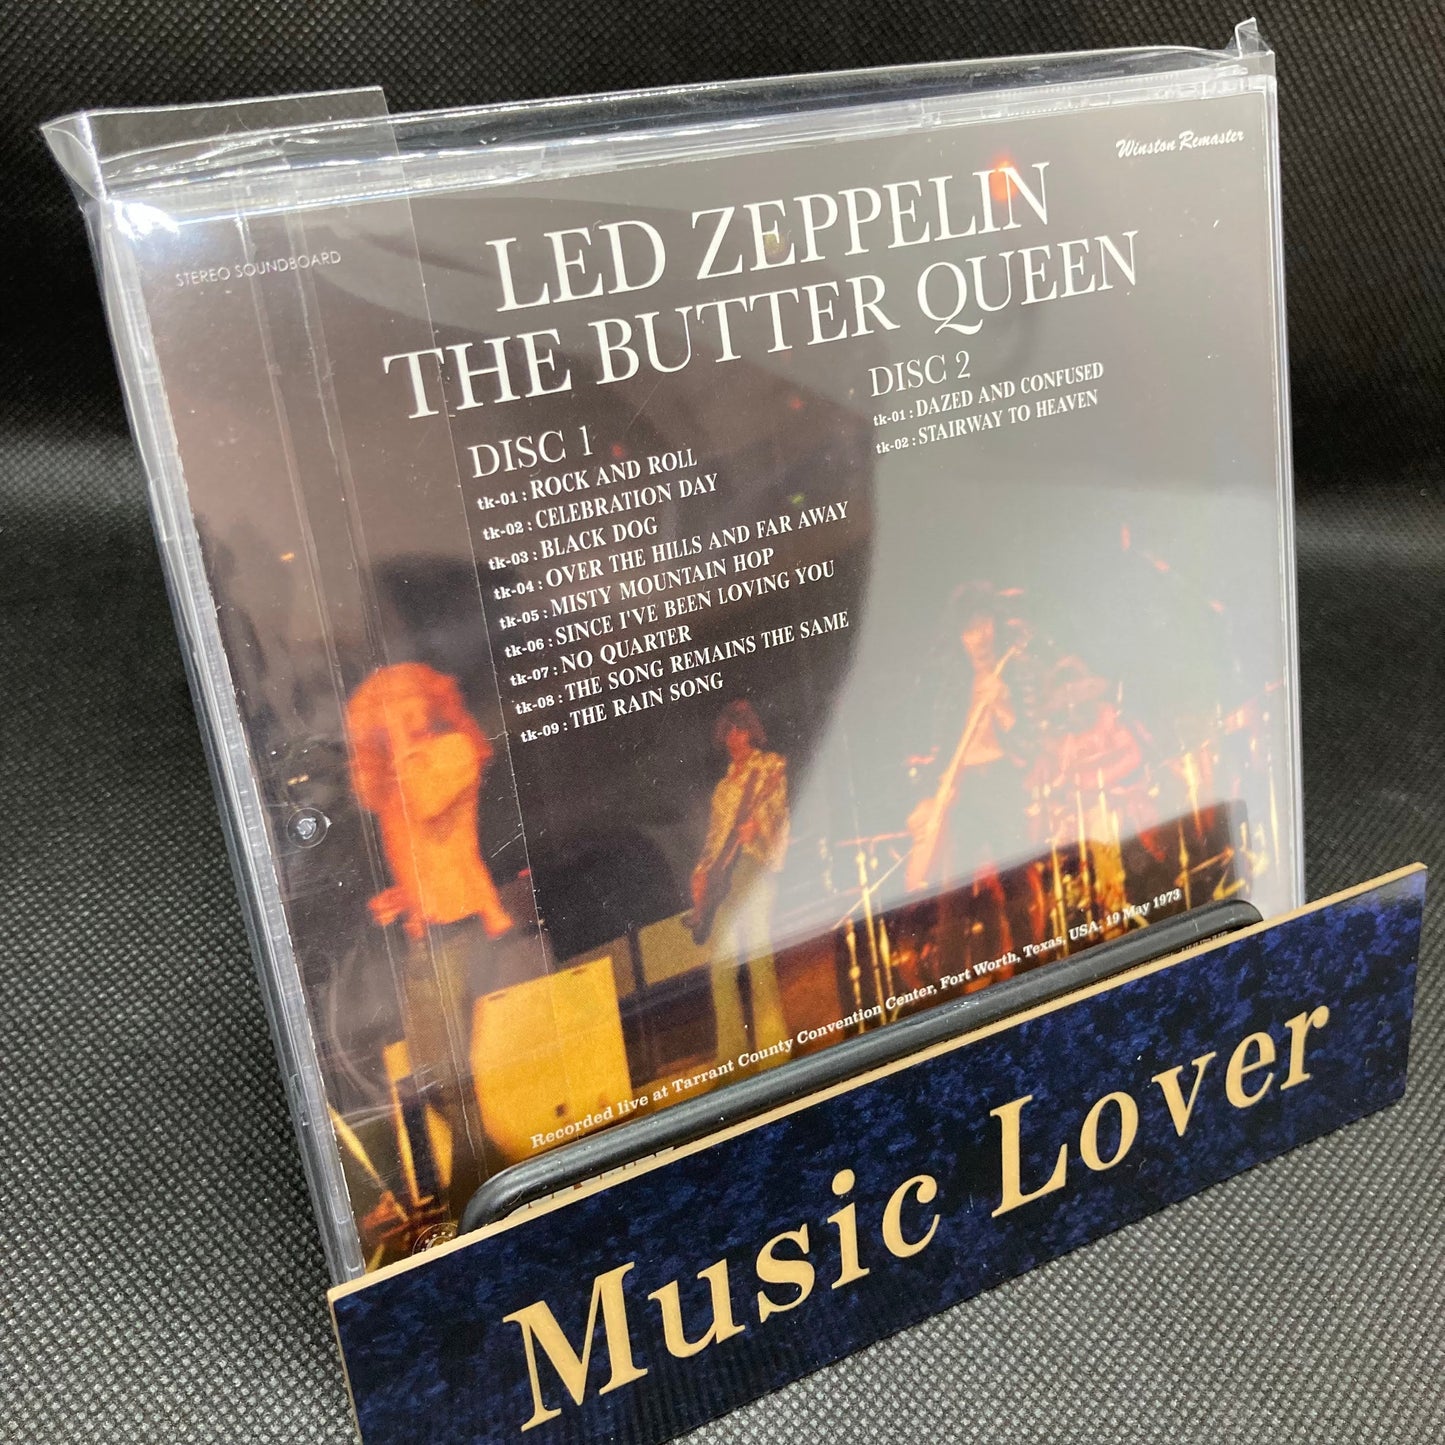 Winston Remaster
STEREO SOUNDBOARD
LED ZEPPELIN
THE BUTTER QUEEN
DISC 1
tk-01 : ROCK AND ROLL
tk-02 : CELEBRATION DAY
tk-03 : BLACK DOG
tk-04 : OVER THE HILLS AND FAR AWAY
tk-05 : MISTY MOUNTAIN HOP
tk-06 : SINCE I'VE BEEN LOVING YOU
tk-07 : NO QUARTER
tk-08 : THE SONG REMAINS THE SAME
tk-09 : THE RAIN SONG
DISC 2
tk-01 : DAZED AND CONFUSED
tk-02 : STAIRWAY TO HEAVEN
Recorded live at Tarrant County Convention Center, Fort Worth, Texas, USA, 19 May 1973
Music Lover